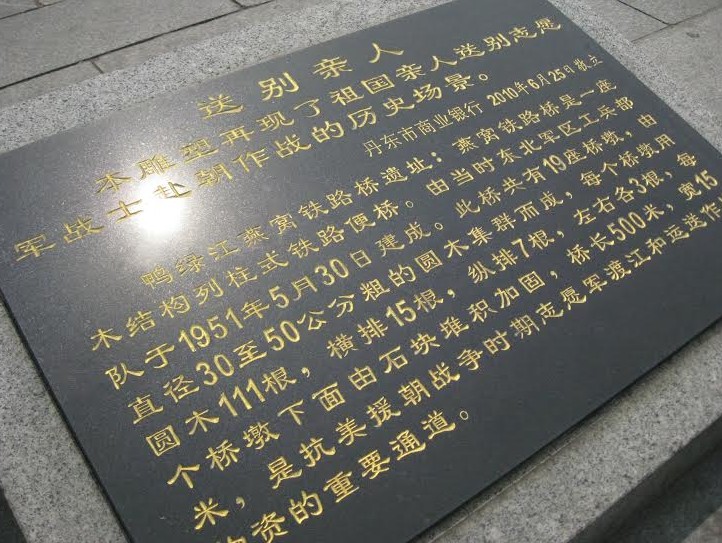 送别亲人
本雕塑再现了祖国亲人送别志愿
军战士赴朝作战的历史场景。
丹东市商业银行 2010年6月25日敬立
鸭绿江燕窝铁路桥遗址：燕窝铁路桥是一座
木结构列柱式铁路便桥。由当时东北军区工兵部
队于1951年5月30日建成。此桥共有19座桥墩，由
直径30至50公分粗的圆木集群而成，每个桥墩用
圆木111根，横排15根，纵排7根，左右各3根，每
个桥墩下面由石块堆积加固，桥长500米，宽15
米，是抗美援朝战争时期志愿军渡江和运送作
物资的重要通道。